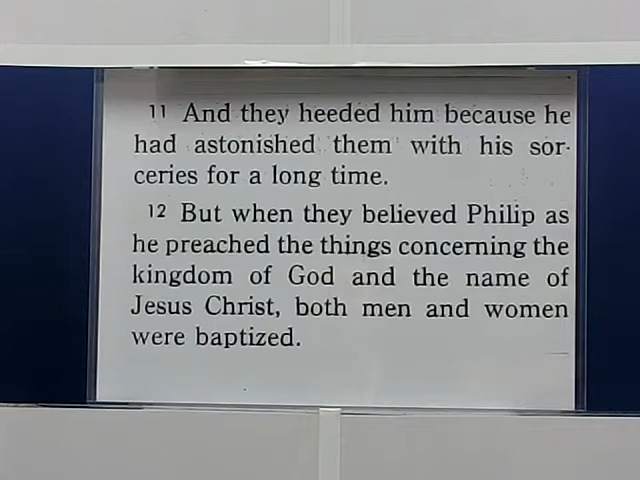 11 And they heeded him because he
had astonished them with his sor-
ceries for a long time.
12 But when they believed Philip as
he preached the things concerning the
kingdom of God and the name of
Jesus Christ, both men and women
were baptized.